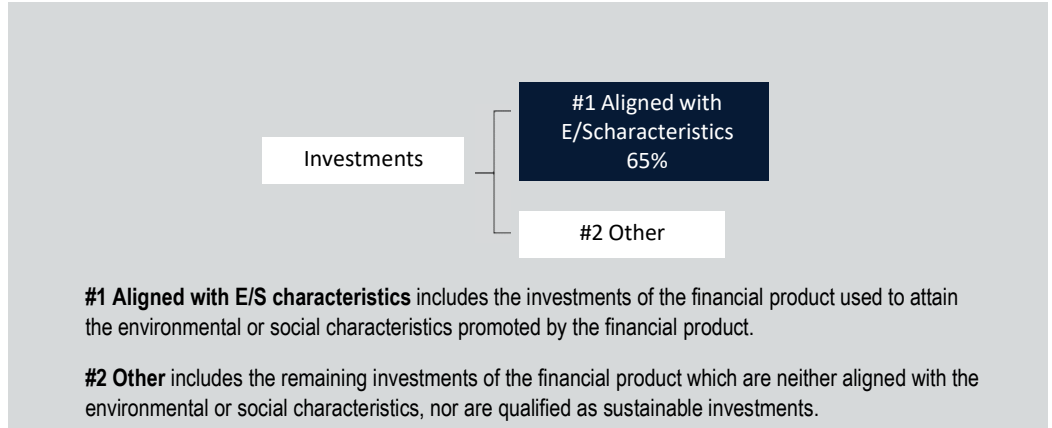 #1 Aligned with
E/Scharacteristics
65%
Investments
#2 Other
#1 Aligned with E/S characteristics includes the investments of the financial product used to attain
the environmental or social characteristics promoted by the financial product.
#2 Other includes the remaining investments of the financial product which are neither aligned with the
environmental or social characteristics, nor are qualified as sustainable investments.